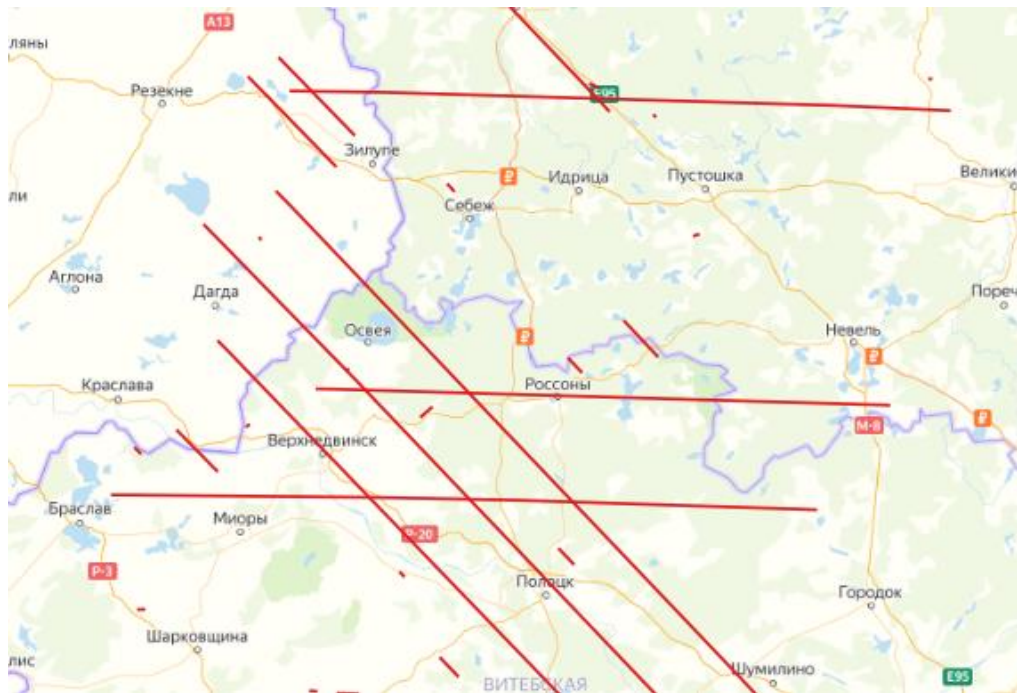 A13
ляны
Резекне
E95
Зилупе
Идрица
Пустошка
Велики
ли
Себеж
Аглона
Дагда
Пореч
Освея
Невель
Краслава
Россоны
М-8
Верхнедвинск
Браслав
Миоры
Р-20
Р-3
Полоцк
Городок
Шарковщина
лис
Шумилино
E95
ВИТЕБСКАЯ